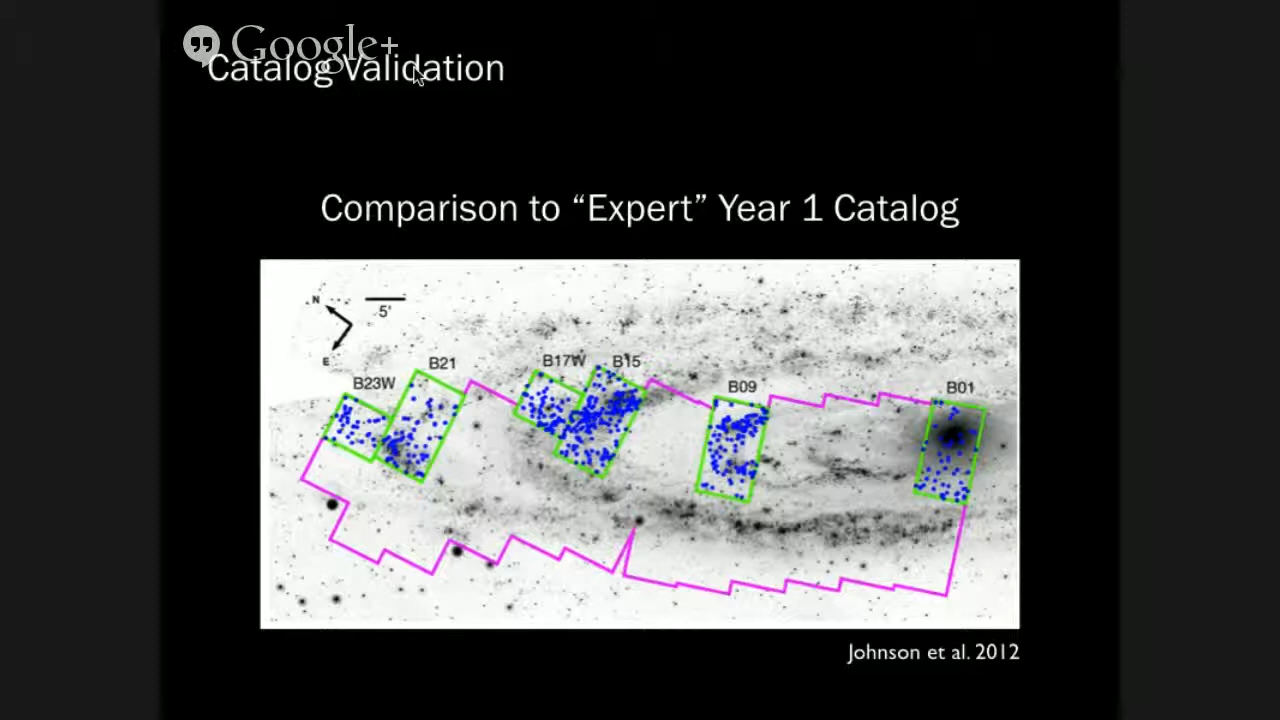 Google+
Catalog Validation
Comparison to “Expert” Year 1 Catalog
N
5'
E
B23W
B21
B17W
B15
B09
B01
Johnson et al. 2012